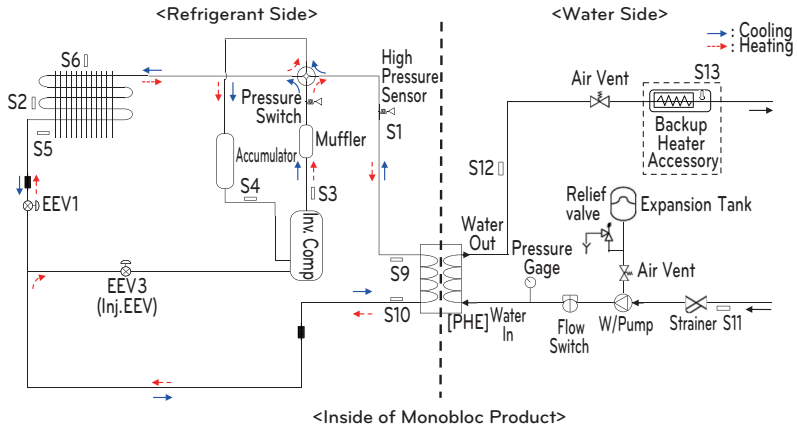 <Refrigerant Side>
<Water Side>
: Cooling
: Heating
S6
S2
S5
EEV1
EEV3
(Inj.EEV)
Pressure
Switch
High
Pressure
Sensor
S1
Muffler
Accumulator
S4
S3
Inv. Comp
S9
S10
[PHE]
Water
Out
Water
In
Pressure
Gage
Flow
Switch
W/Pump
Strainer
S11
Air Vent
Relief
valve
Expansion Tank
S12
Air Vent
S13
Backup
Heater
Accessory
<Inside of Monobloc Product>